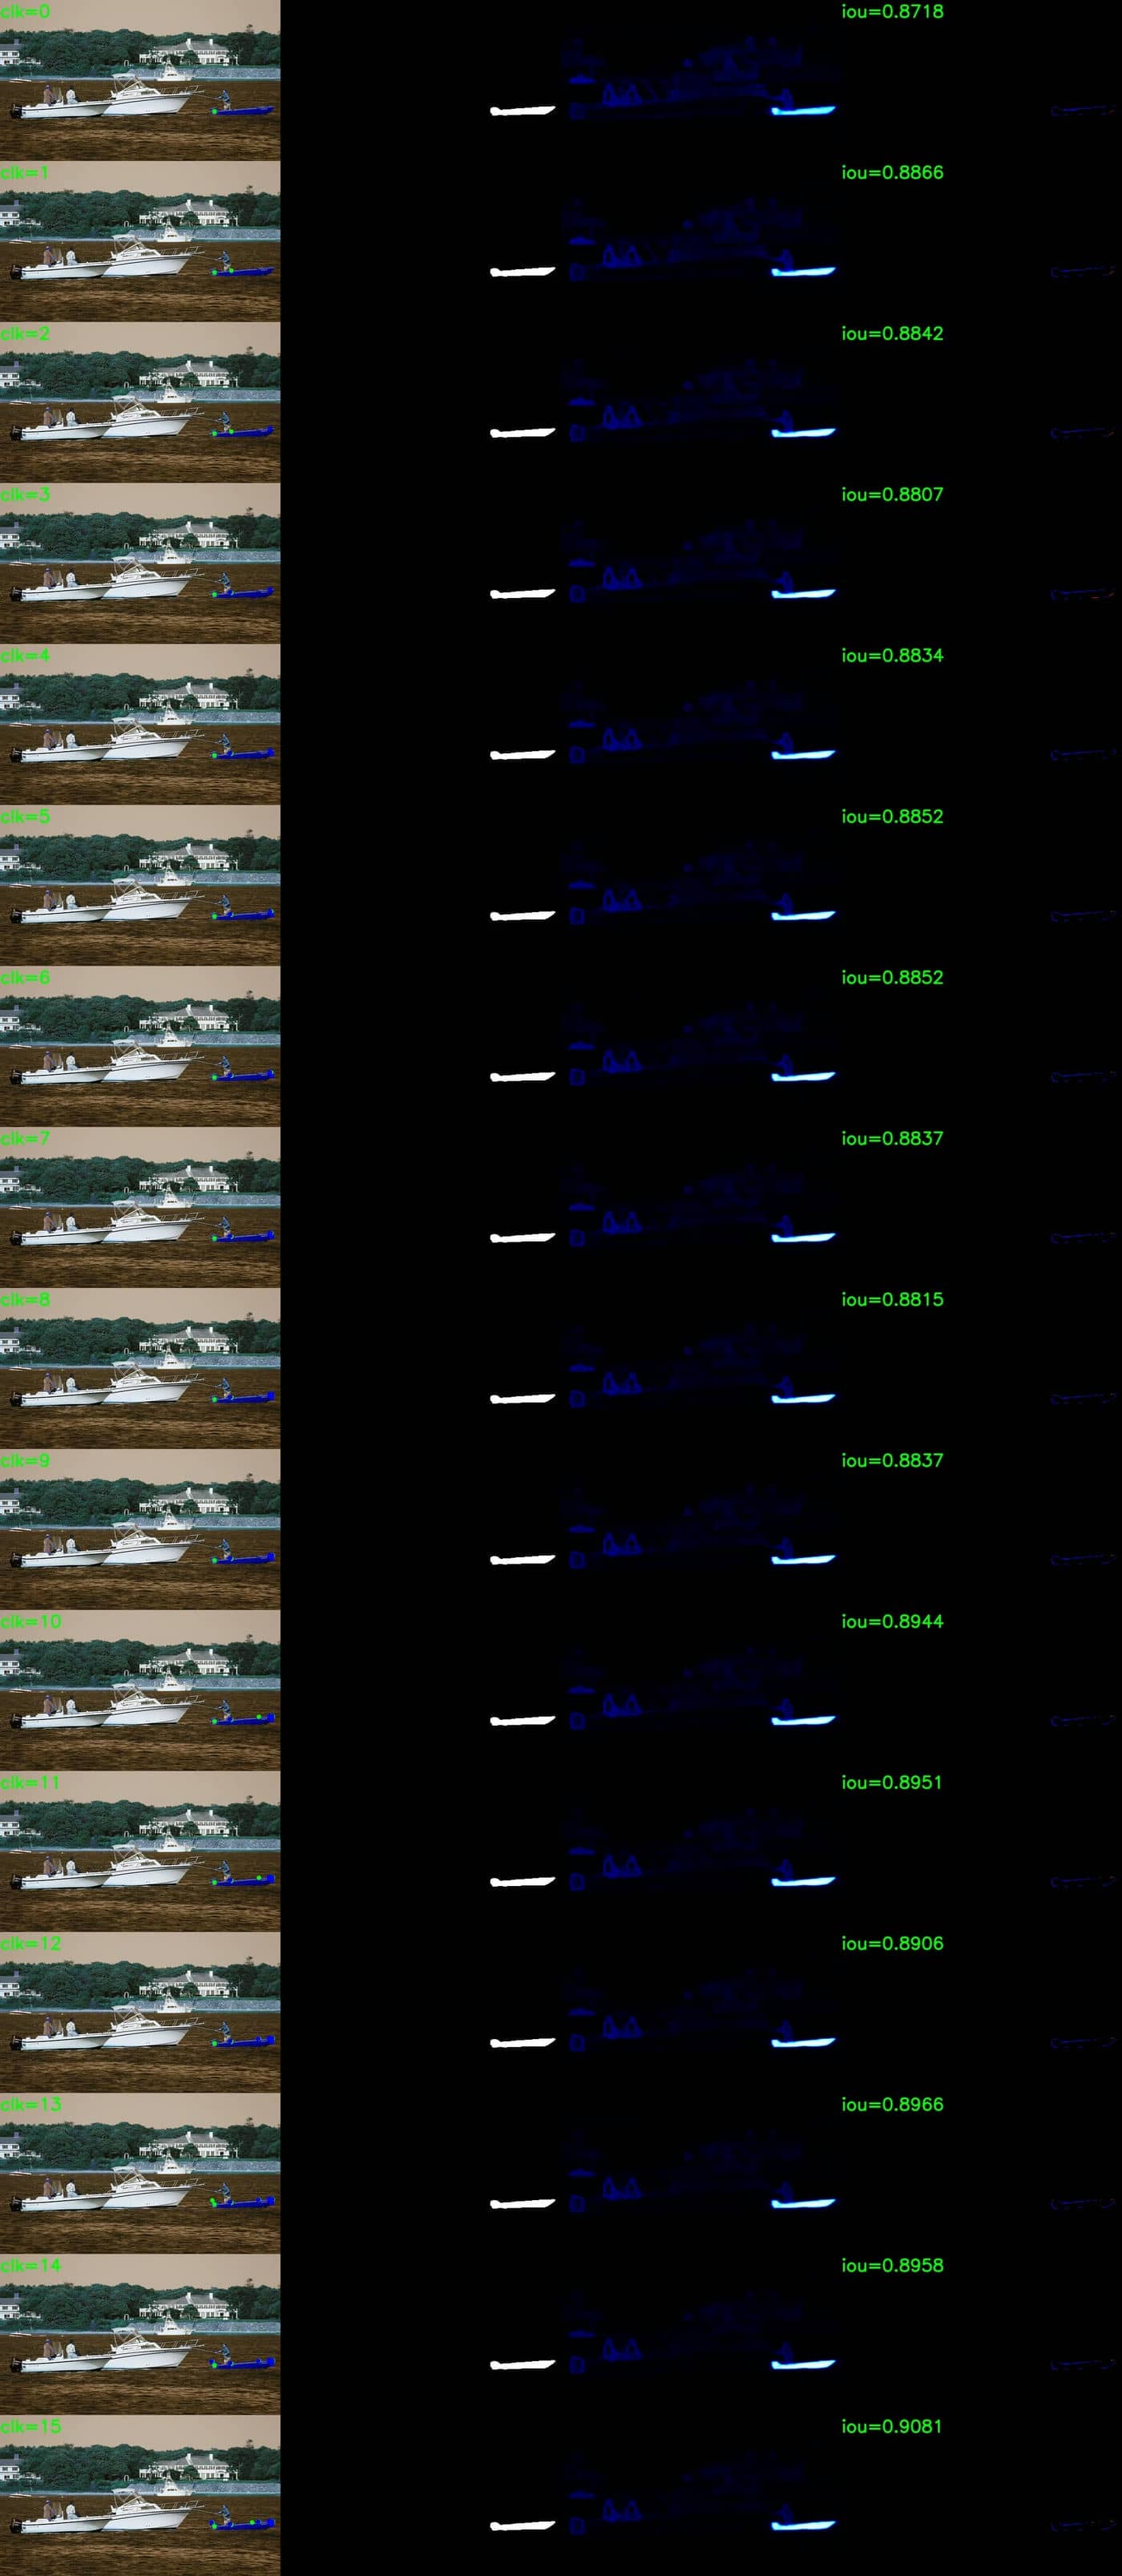 clk=0 iou=0.8718
clk=1 iou=0.8866
clk=2 iou=0.8842
clk=3 iou=0.8807
clk=4 iou=0.8834
clk=5 iou=0.8852
clk=6 iou=0.8852
clk=7 iou=0.8837
clk=8 iou=0.8815
clk=9 iou=0.8837
clk=10 iou=0.8944
clk=11 iou=0.8951
clk=12 iou=0.8906
clk=13 iou=0.8966
clk=14 iou=0.8958
clk=15 iou=0.9081